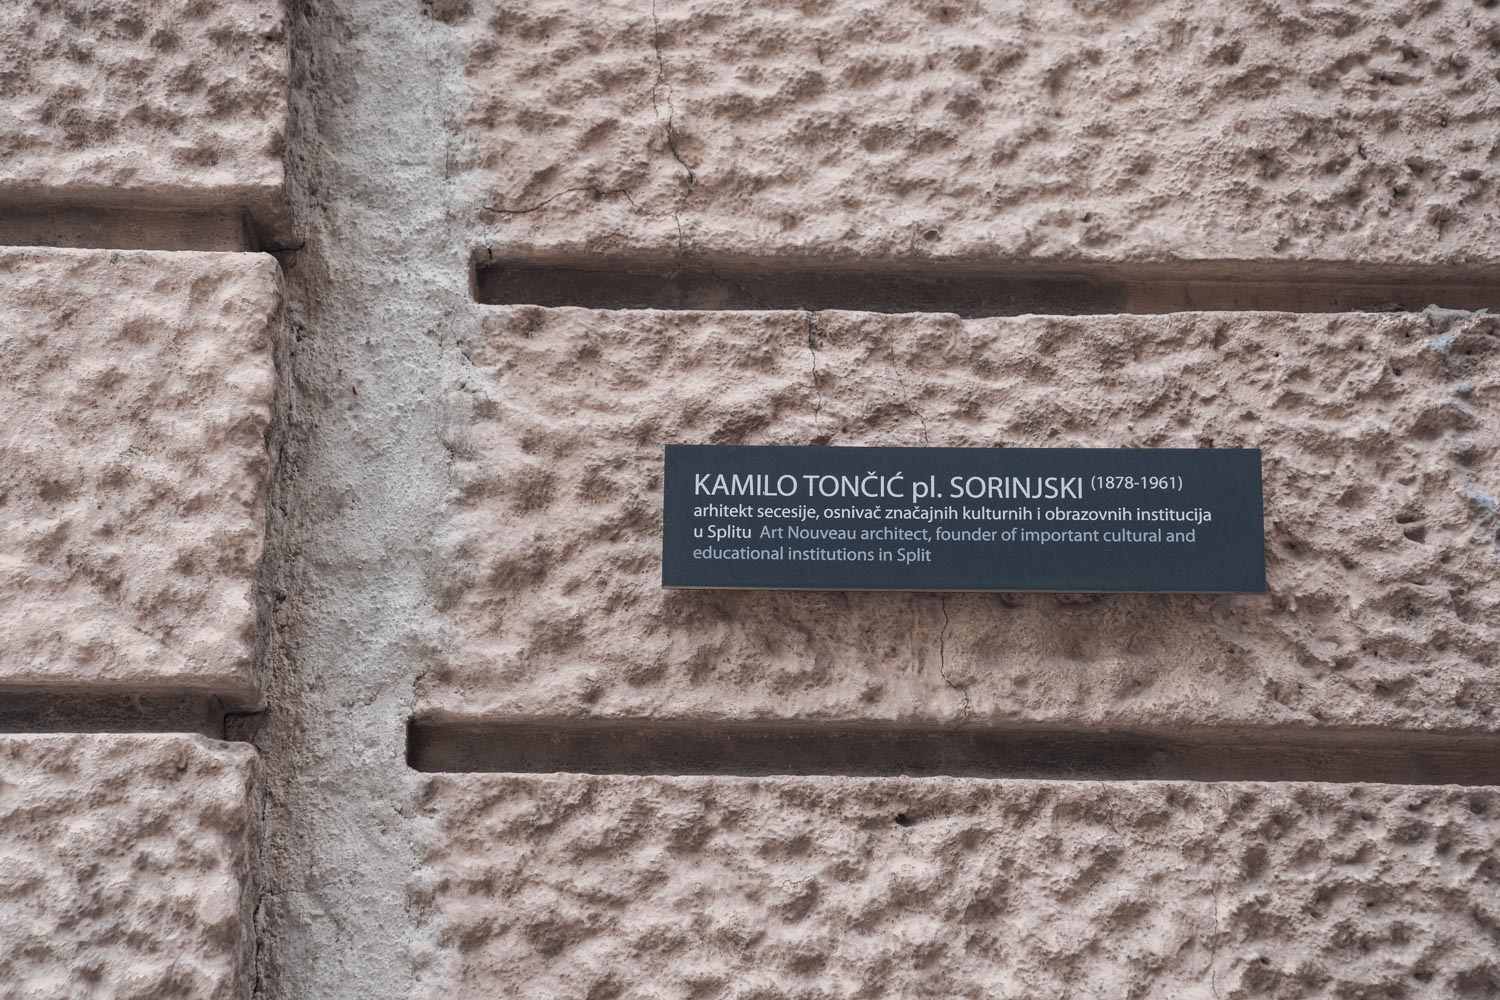 KAMILO TONČIĆ pl. SORINJSKI (1878-1961)
arhitekt secesije, osnivač značajnih kulturnih i obrazovnih institucija
u Splitu Art Nouveau architect, founder of important cultural and
educational institutions in Split